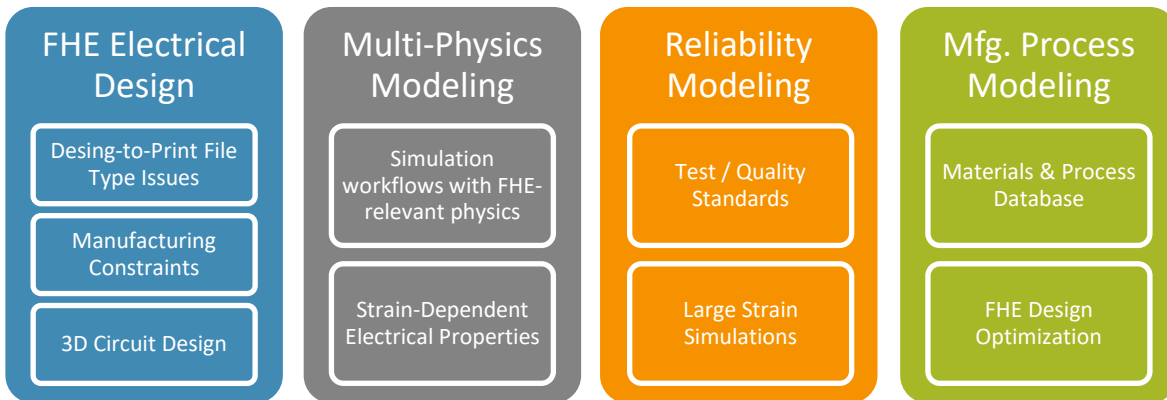 FHE Electrical
Design
Desing-to-Print File
Type Issues
Manufacturing
Constraints
3D Circuit Design
Multi-Physics
Modeling
Simulation
workflows with FHE-
relevant physics
Strain-Dependent
Electrical Properties
Reliability
Modeling
Test / Quality
Standards
Large Strain
Simulations
Mfg. Process
Modeling
Materials & Process
Database
FHE Design
Optimization